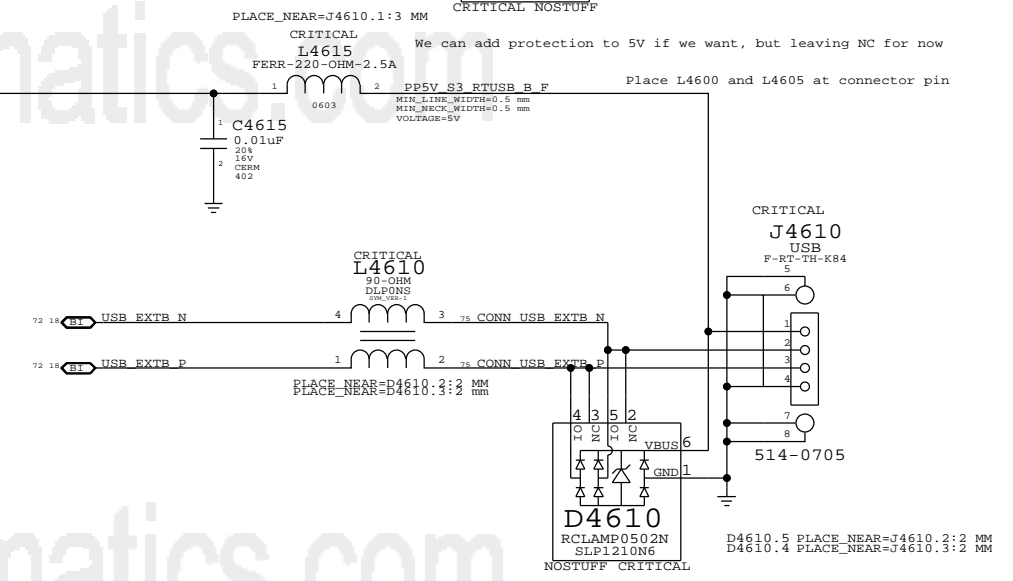 CRITICAL NOSTUFF
PLACE_NEAR=J4610.1:3 MM
CRITICAL
L4615
FERR-220-OHM-2.5A
1
2
0603
We can add protection to 5V if we want, but leaving NC for now
Place L4600 and L4605 at connector pin
PP5V_S3_RTUSB_B_F
MIN_LINE_WIDTH=0.5 mm
MIN_NECK_WIDTH=0.5 mm
VOLTAGE=5V
1
C4615
0.01uF
20%
16V
CERM
402
2
matics.com
CRITICAL
J4610
USB
F-RT-TH-K84
5
6
1
2
3
4
7
8
514-0705
CRITICAL
L4610
90-OHM
DLP0NS
SYM_VER-1
72 18
BI
USB_EXTB_N
4
3
75 CONN_USB_EXTB_N
72 18
BI
USB_EXTB_P
1
2
75 CONN_USB_EXTB_P
PLACE_NEAR=D4610.2:2 MM
PLACE_NEAR=D4610.3:2 mm
4 3 5 2
IO NC IO NC
VBUS 6
GND 1
D4610
RCLAMP0502N
SLP1210N6
NOSTUFF CRITICAL
D4610.5 PLACE_NEAR=J4610.2:2 MM
D4610.4 PLACE_NEAR=J4610.3:2 MM
matics.com